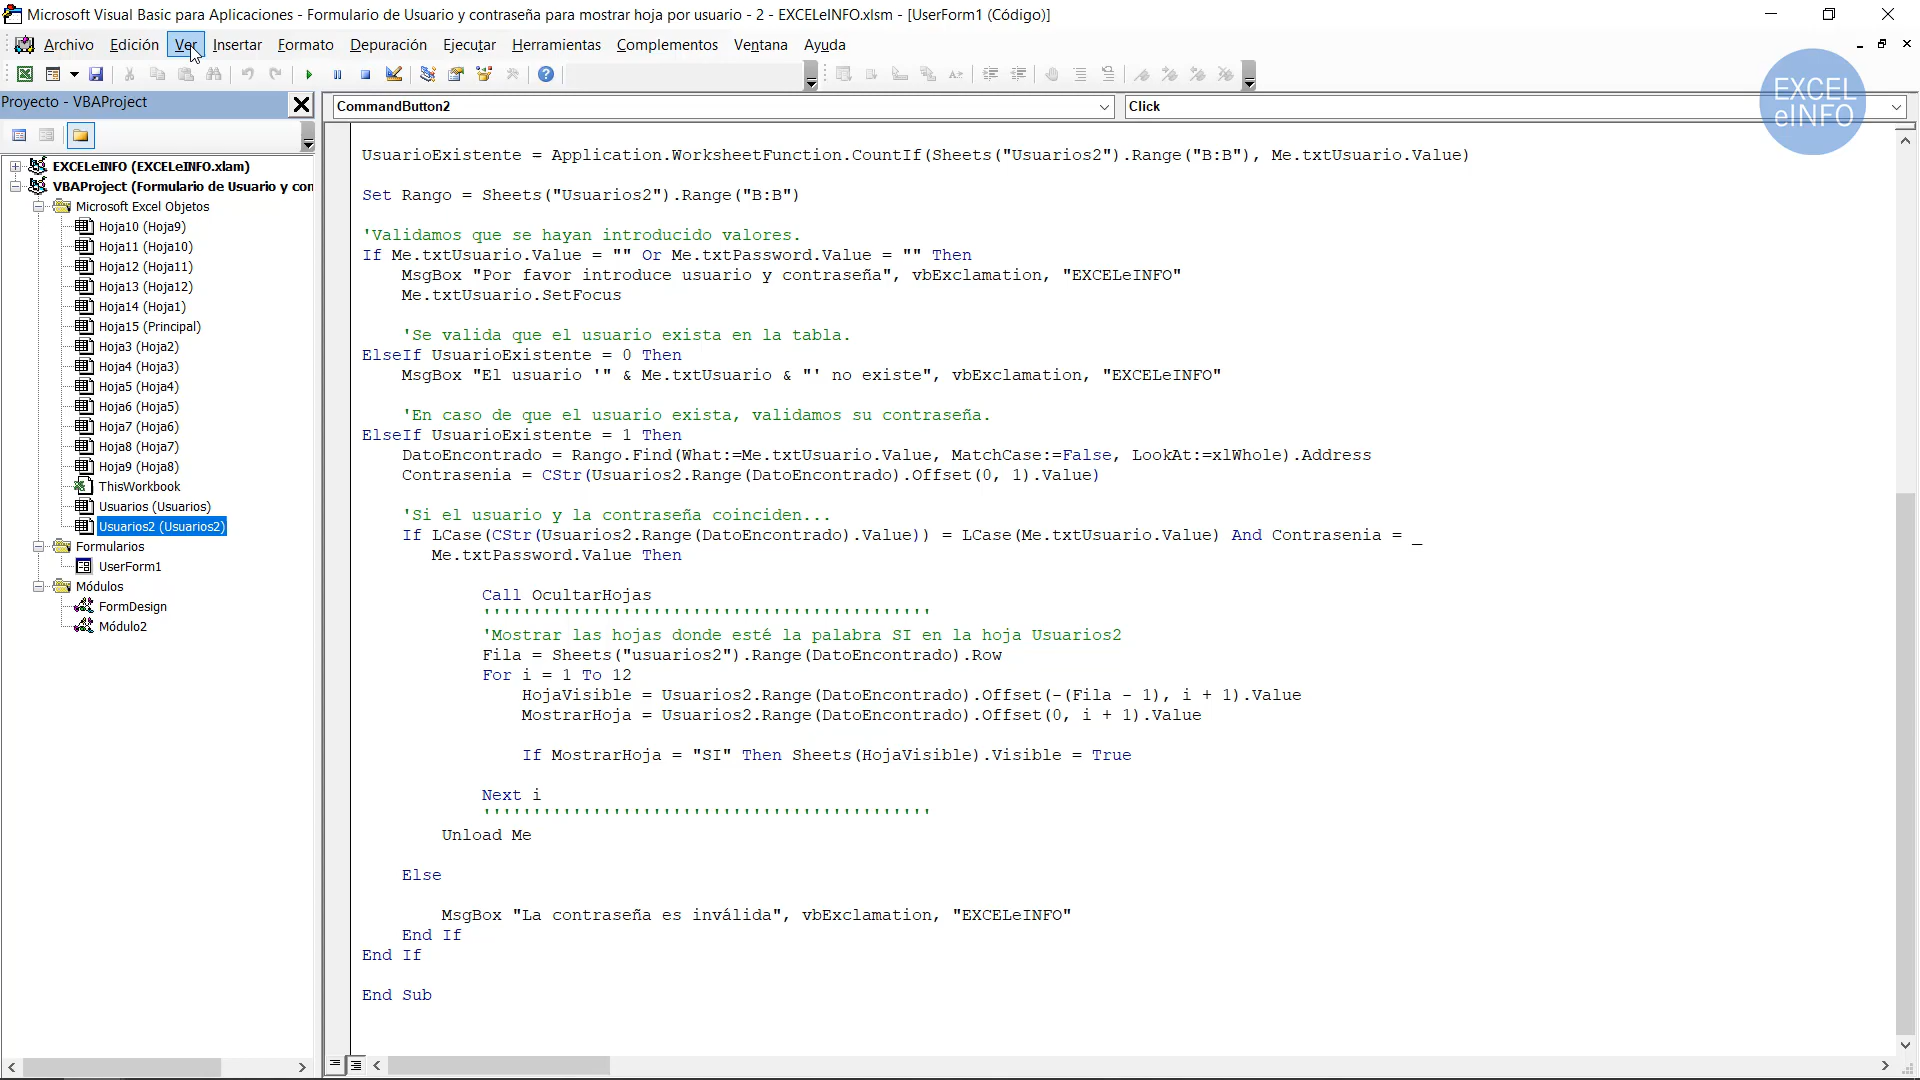 Microsoft Visual Basic para Aplicaciones - Formulario de Usuario y contraseña para mostrar hoja por usuario - 2 - EXCELeINFO.xlsm - [UserForm1 (Código)]
Archivo Edición Ver Insertar Formato Depuración Ejecutar Herramientas Complementos Ventana Ayuda
EXCEL
eINFO
Proyecto - VBAProject
EXCELeINFO (EXCELeINFO.xlam)
VBAProject (Formulario de Usuario y con
Microsoft Excel Objetos
Hoja10 (Hoja9)
Hoja11 (Hoja10)
Hoja12 (Hoja11)
Hoja13 (Hoja12)
Hoja14 (Hoja1)
Hoja15 (Principal)
Hoja3 (Hoja2)
Hoja4 (Hoja3)
Hoja5 (Hoja4)
Hoja6 (Hoja5)
Hoja7 (Hoja6)
Hoja8 (Hoja7)
Hoja9 (Hoja8)
ThisWorkbook
Usuarios (Usuarios)
Usuarios2 (Usuarios2)
Formularios
UserForm1
Módulos
FormDesign
Módulo2
CommandButton2 Click
UsuarioExistente = Application.WorksheetFunction.CountIf(Sheets("Usuarios2").Range("B:B"), Me.txtUsuario.Value)
Set Rango = Sheets("Usuarios2").Range("B:B")
'Validamos que se hayan introducido valores.
If Me.txtUsuario.Value = "" Or Me.txtPassword.Value = "" Then
MsgBox "Por favor introduce usuario y contraseña", vbExclamation, "EXCELeINFO"
Me.txtUsuario.SetFocus
'Se valida que el usuario exista en la tabla.
ElseIf UsuarioExistente = 0 Then
MsgBox "El usuario '" & Me.txtUsuario & "' no existe", vbExclamation, "EXCELeINFO"
'En caso de que el usuario exista, validamos su contraseña.
ElseIf UsuarioExistente = 1 Then
DatoEncontrado = Rango.Find(What:=Me.txtUsuario.Value, MatchCase:=False, LookAt:=xlWhole).Address
Contrasenia = CStr(Usuarios2.Range(DatoEncontrado).Offset(0, 1).Value)
'Si el usuario y la contraseña coinciden...
If LCase(CStr(Usuarios2.Range(DatoEncontrado).Value)) = LCase(Me.txtUsuario.Value) And Contrasenia = _
Me.txtPassword.Value Then
Call OcultarHojas
'''''''''''''''''''''''''''''''''''''''''''''
'Mostrar las hojas donde esté la palabra SI en la hoja Usuarios2
Fila = Sheets("usuarios2").Range(DatoEncontrado).Row
For i = 1 To 12
HojaVisible = Usuarios2.Range(DatoEncontrado).Offset(-(Fila - 1), i + 1).Value
MostrarHoja = Usuarios2.Range(DatoEncontrado).Offset(0, i + 1).Value
If MostrarHoja = "SI" Then Sheets(HojaVisible).Visible = True
Next i
'''''''''''''''''''''''''''''''''''''''''''''
Unload Me
Else
MsgBox "La contraseña es inválida", vbExclamation, "EXCELeINFO"
End If
End If
End Sub